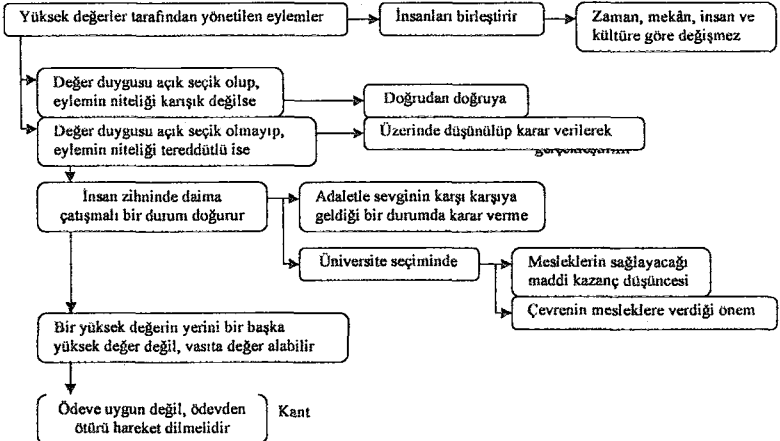 Yüksek değerler tarafından yönetilen eylemler
İnsanları birleştirir
Zaman, mekân, insan ve
kültüre göre değişmez
Değer duygusu açık seçik olup,
eylemin niteliği karışık değilse
Doğrudan doğruya
Değer duygusu açık seçik olmayıp,
eylemin niteliği tereddütlü ise
Üzerinde düşünülüp karar verilerek
İnsan zihninde daima
çatışmalı bir durum doğurur
Adaletle sevginin karşı karşıya
geldiği bir durumda karar verme
Üniversite seçiminde
Mesleklerin sağlayacağı
maddi kazanç düşüncesi
Çevrenin mesleklere verdiği önem
Bir yüksek değerin yerini bir başka
yüksek değer değil, vasıta değer alabilir
Ödeve uygun değil, ödevden
ötürü hareket dilmelidir
Kant